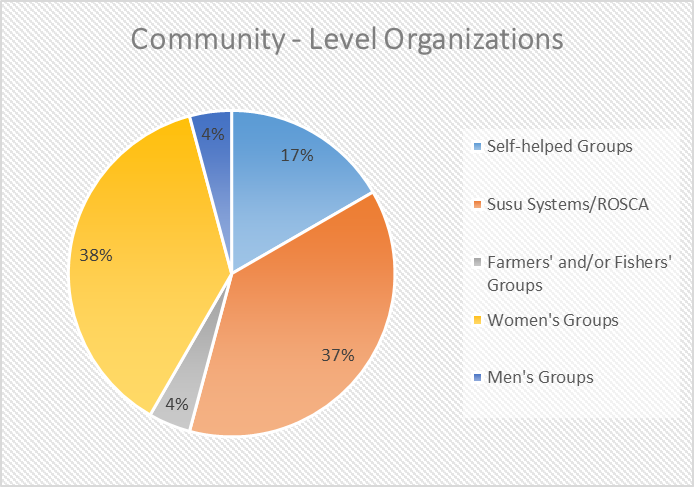 Community - Level Organizations
4%
17%
38%
37%
4%
Self-helped Groups
Susu Systems/ROSCA
Farmers' and/or Fishers'
Groups
Women's Groups
Men's Groups